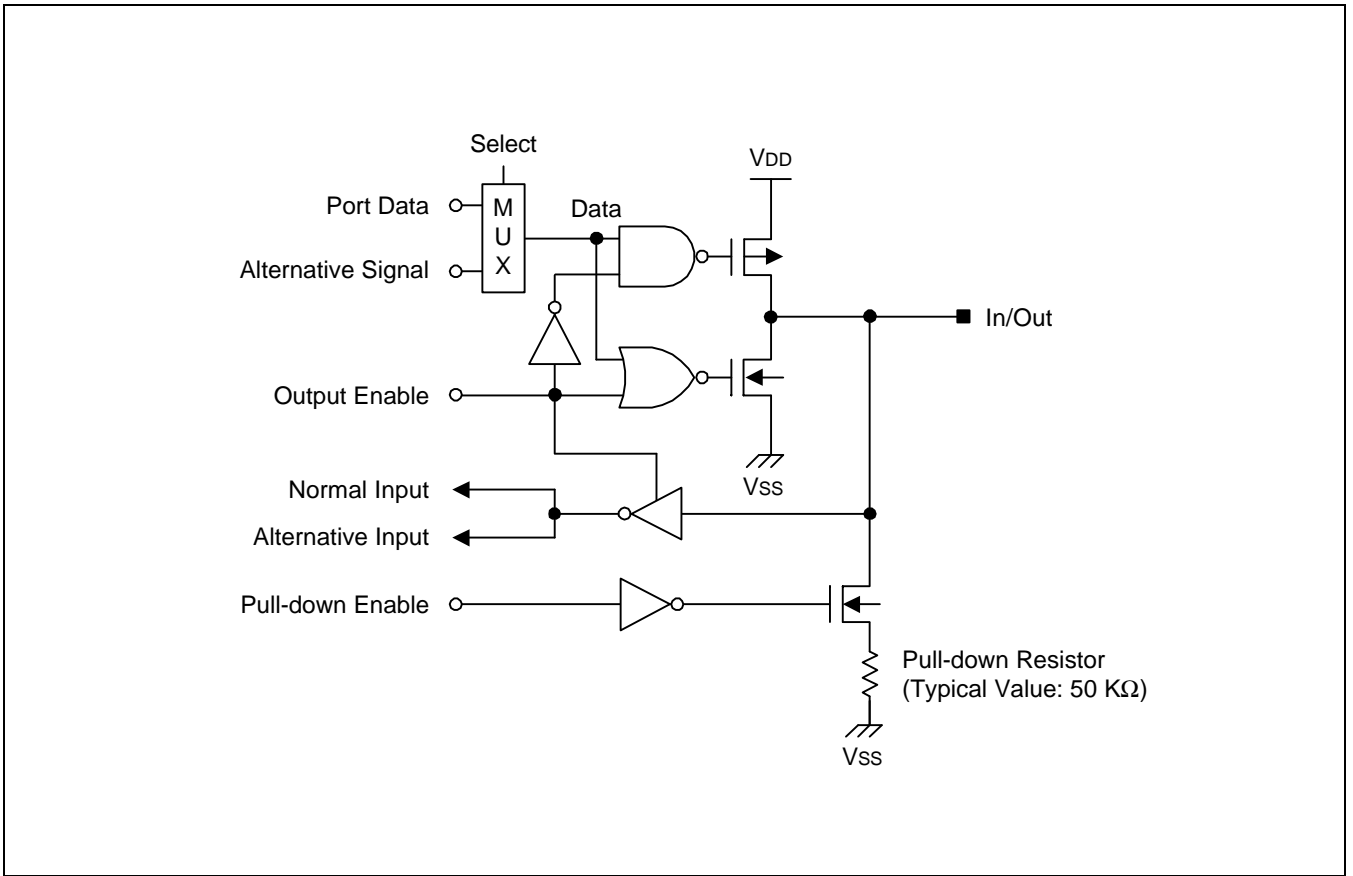 Select
VDD
Port Data
M
U
X
Data
Alternative Signal
In/Out
Output Enable
Normal Input
VSS
Alternative Input
Pull-down Enable
Pull-down Resistor
(Typical Value: 50 KΩ)
VSS